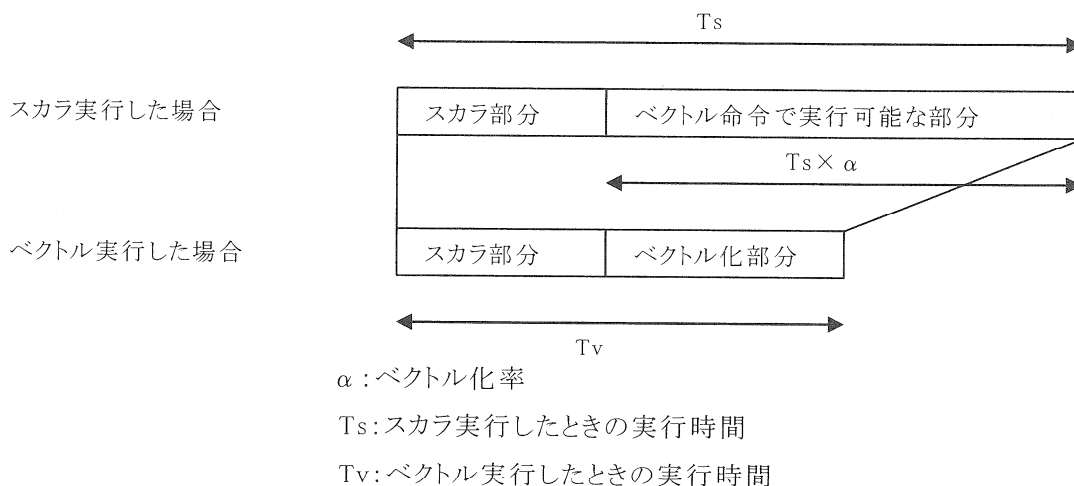 Ts
スカラ実行した場合
スカラ部分
ベクトル命令で実行可能な部分
Ts× α
ベクトル実行した場合
スカラ部分
ベクトル化部分
Tv
α:ベクトル化率
Ts:スカラ実行したときの実行時間
Tv:ベクトル実行したときの実行時間